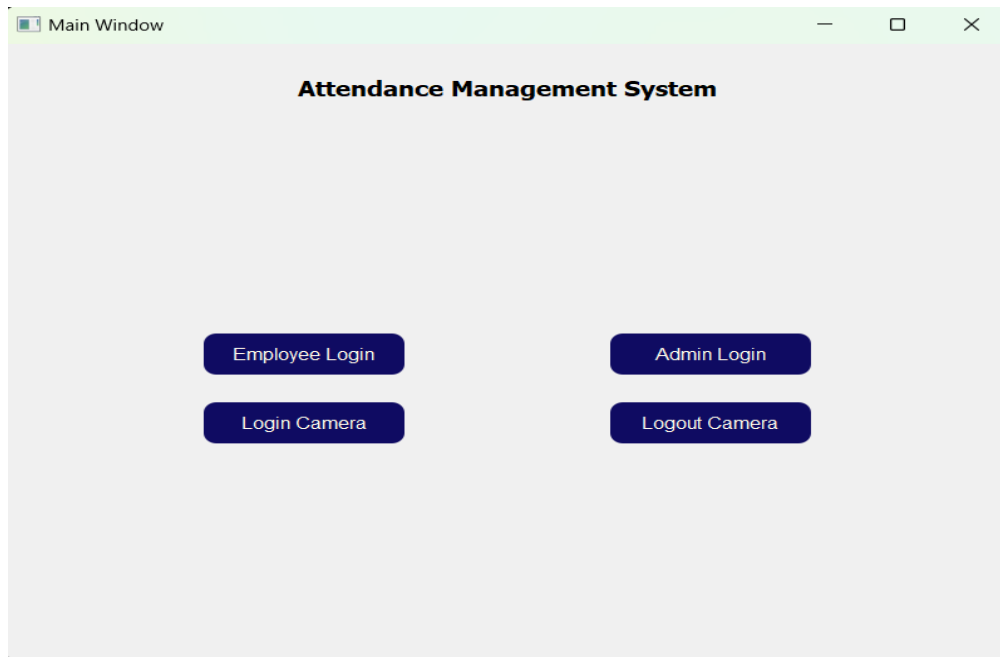 Main Window
Attendance Management System
Employee Login
Admin Login
Login Camera
Logout Camera